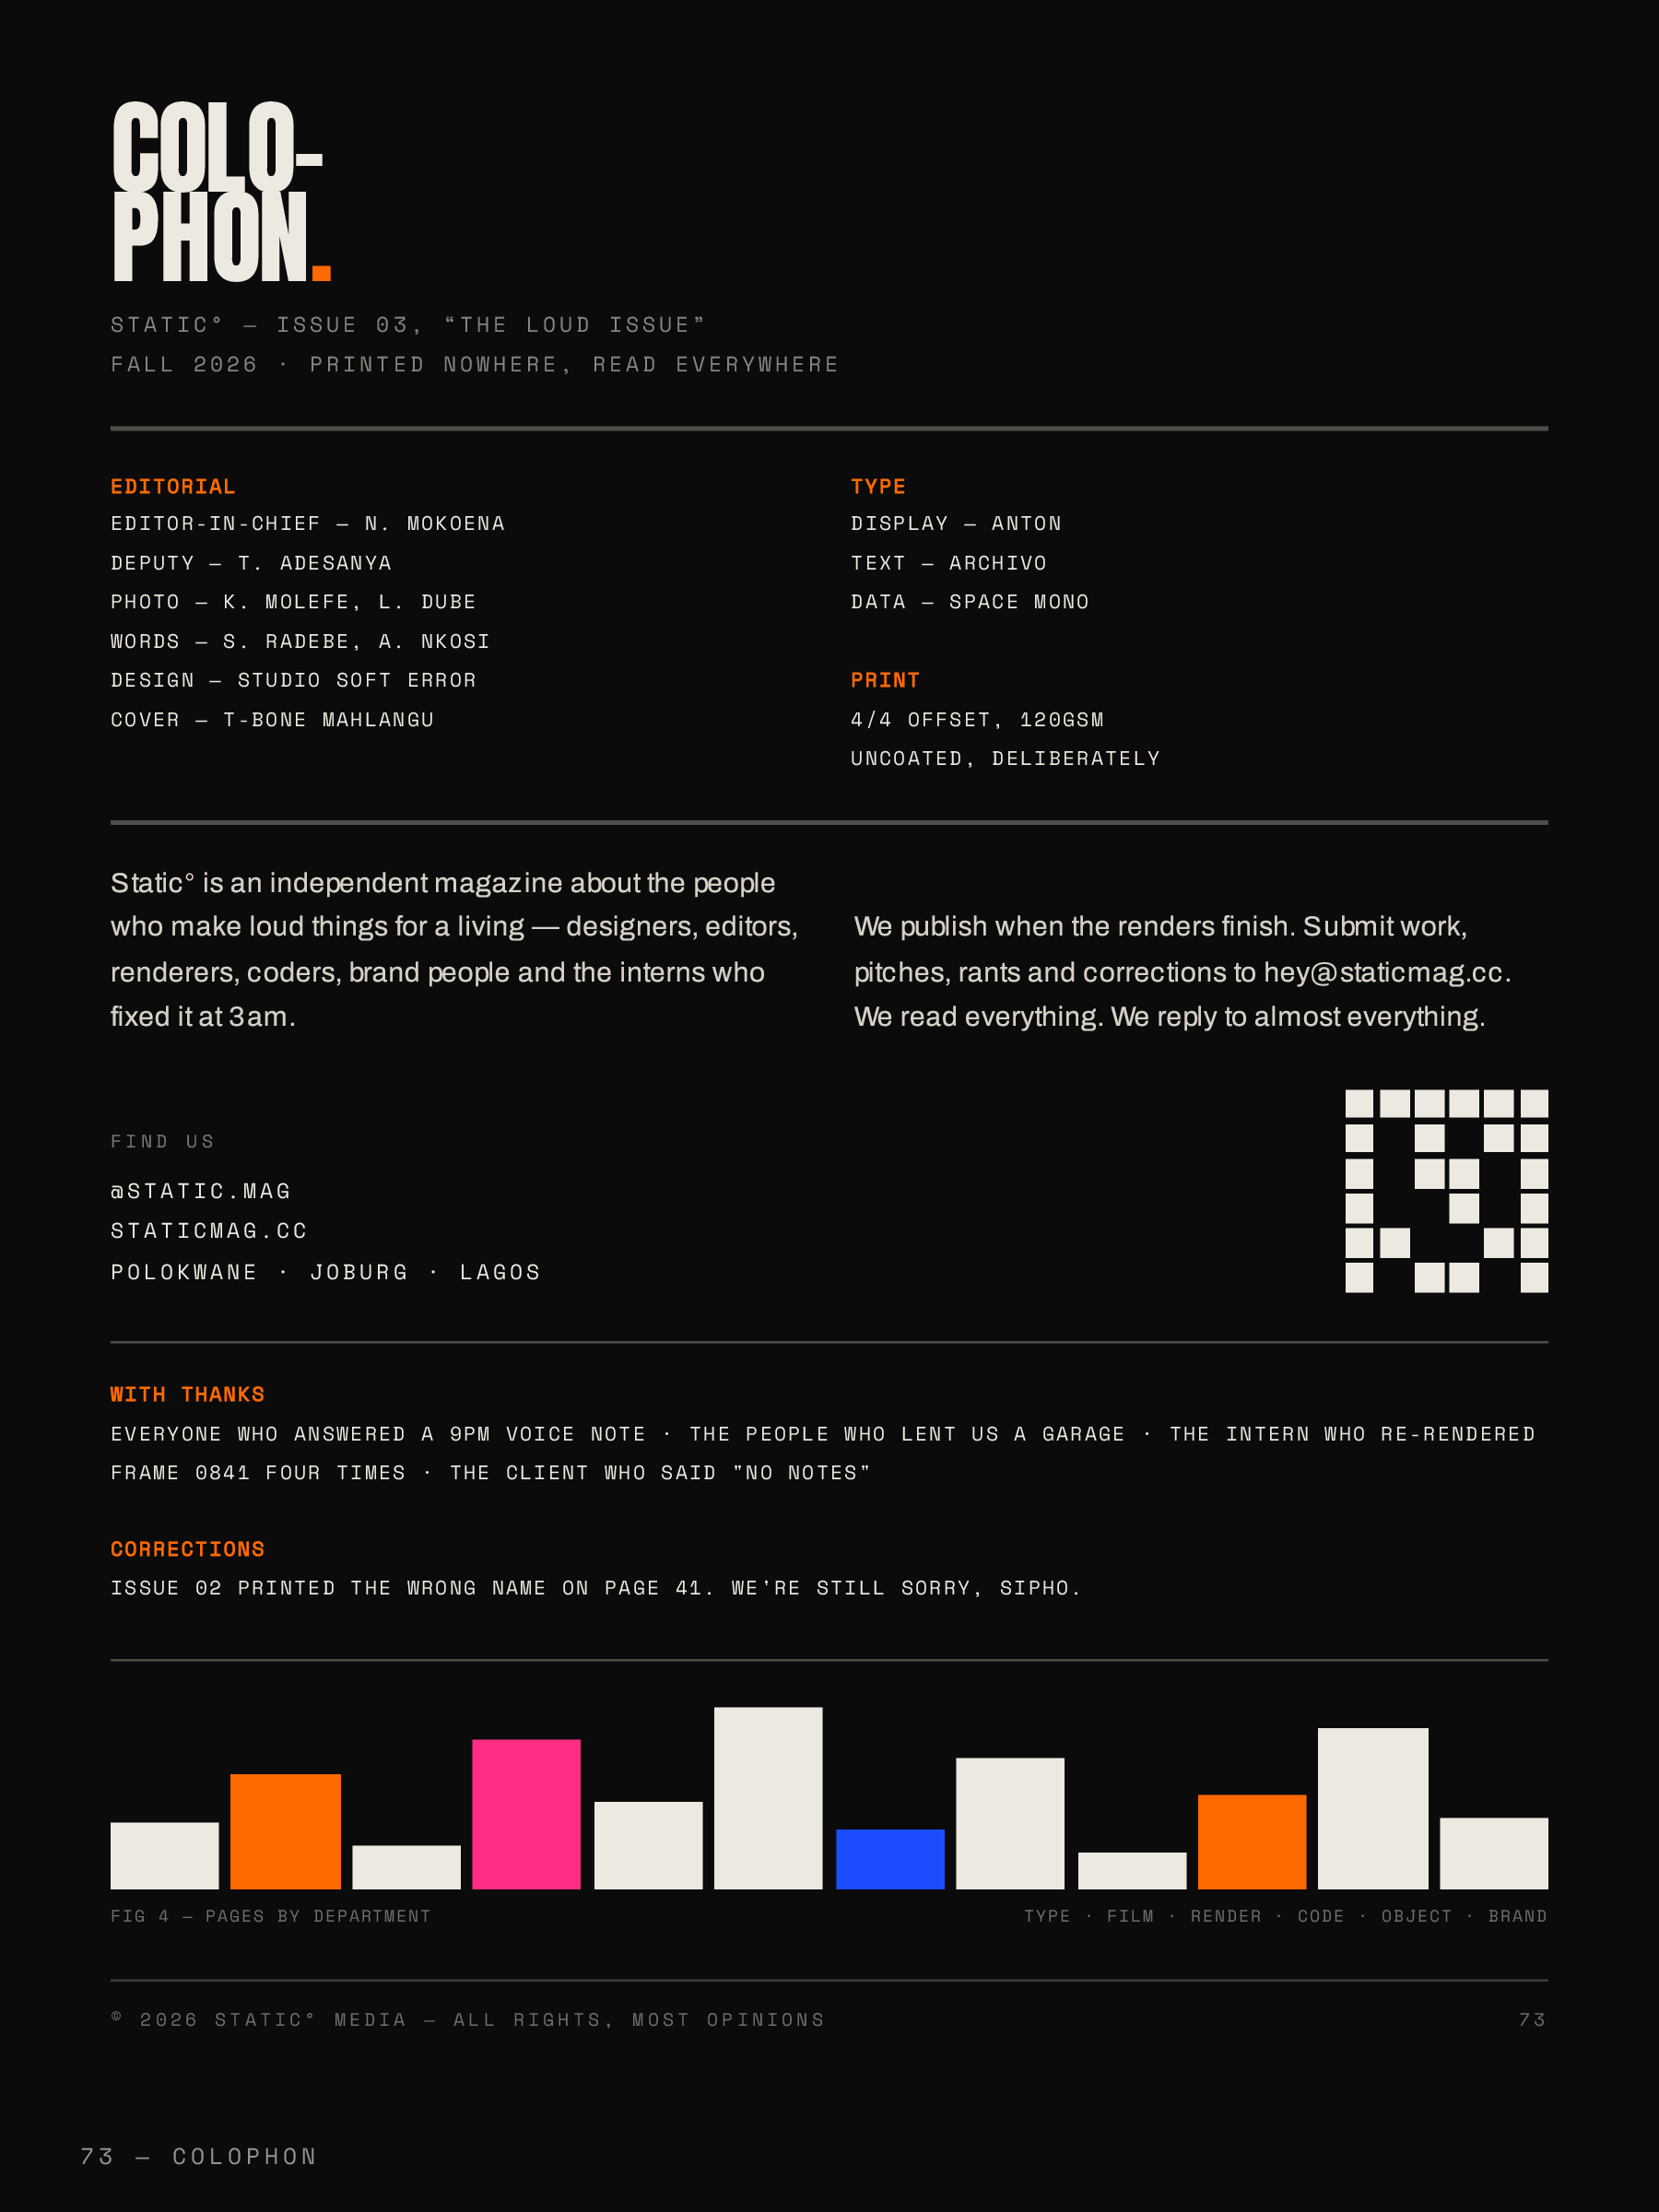 COLO-
PHON.
STATIC° — ISSUE 03, “THE LOUD ISSUE”
FALL 2026 · PRINTED NOWHERE, READ EVERYWHERE
EDITORIAL
EDITOR-IN-CHIEF — N. MOKOENA
DEPUTY — T. ADESANYA
PHOTO — K. MOLEFE, L. DUBE
WORDS — S. RADEBE, A. NKOSI
DESIGN — STUDIO SOFT ERROR
COVER — T-BONE MAHLANGU
TYPE
DISPLAY — ANTON
TEXT — ARCHIVO
DATA — SPACE MONO
PRINT
4/4 OFFSET, 120GSM
UNCOATED, DELIBERATELY
Static° is an independent magazine about the people
who make loud things for a living — designers, editors,
renderers, coders, brand people and the interns who
fixed it at 3am.
We publish when the renders finish. Submit work,
pitches, rants and corrections to hey@staticmag.cc.
We read everything. We reply to almost everything.
FIND US
@STATIC.MAG
STATICMAG.CC
POLOKWANE · JOBURG · LAGOS
WITH THANKS
EVERYONE WHO ANSWERED A 9PM VOICE NOTE · THE PEOPLE WHO LENT US A GARAGE · THE INTERN WHO RE-RENDERED
FRAME 0841 FOUR TIMES · THE CLIENT WHO SAID "NO NOTES"
CORRECTIONS
ISSUE 02 PRINTED THE WRONG NAME ON PAGE 41. WE'RE STILL SORRY, SIPHO.
FIG 4 — PAGES BY DEPARTMENT
TYPE · FILM · RENDER · CODE · OBJECT · BRAND
© 2026 STATIC° MEDIA — ALL RIGHTS, MOST OPINIONS
73
73 — COLOPHON